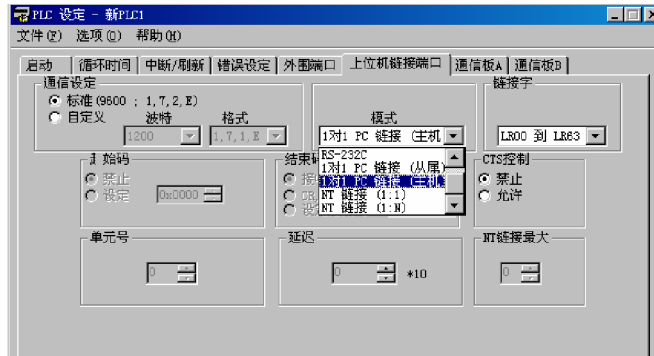 PLC 设定 - 新PLC1
文件(F) 选项(O) 帮助(H)
启动 循环时间 中断/刷新 错误设定 外围端口 上位机链接端口 通信板A 通信板B
通信设定
标准(9600 ; 1,7,2,E)
自定义 波特 格式
1200 1,7,1,E
模式
1对1 PC 链接 (主机
RS-232C
1对1 PC 链接 (从属)
1对1 PC 链接 (主机)
NT 链接 (1:1)
NT 链接 (1:N)
链接字
LR00 到 LR63
始码
禁止
设定 0x0000
结束码
CTS控制
禁止
允许
单元号
0
延迟
0 *10
NT链接最大
0